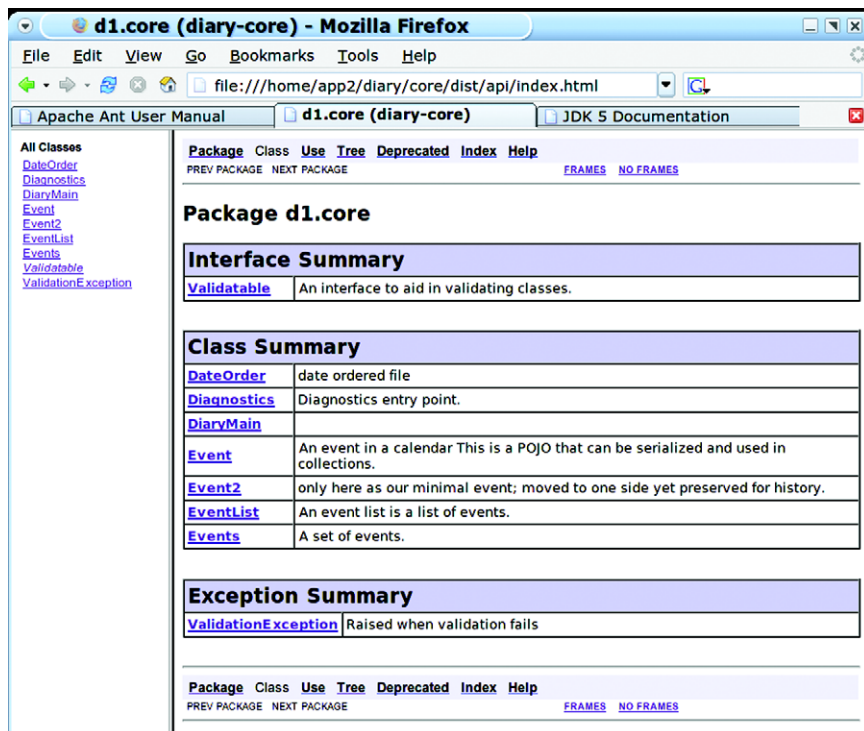 d1.core (diary-core) - Mozilla Firefox
File Edit View Go Bookmarks Tools Help
file:///home/app2/diary/core/dist/api/index.html G
Apache Ant User Manual d1.core (diary-core) JDK 5 Documentation
All Classes
DateOrder
Diagnostics
DiaryMain
Event
Event2
EventList
Events
Validatable
ValidationException
Package Class Use Tree Deprecated Index Help
PREV PACKAGE NEXT PACKAGE FRAMES NO FRAMES
Package d1.core
Interface Summary
Validatable An interface to aid in validating classes.
Class Summary
DateOrder date ordered file
Diagnostics Diagnostics entry point.
DiaryMain
Event An event in a calendar This is a POJO that can be serialized and used in
collections.
Event2 only here as our minimal event; moved to one side yet preserved for history.
EventList An event list is a list of events.
Events A set of events.
Exception Summary
ValidationException Raised when validation fails
Package Class Use Tree Deprecated Index Help
PREV PACKAGE NEXT PACKAGE FRAMES NO FRAMES